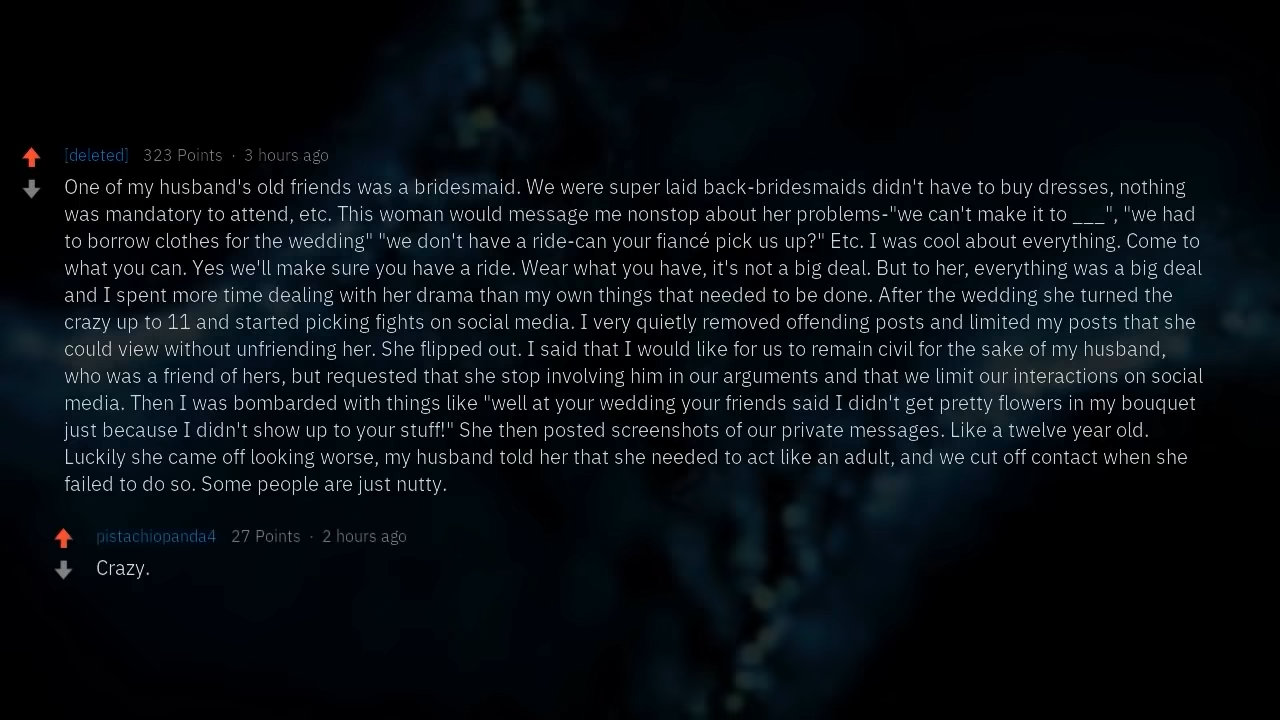 [deleted] 323 Points · 3 hours ago
One of my husband's old friends was a bridesmaid. We were super laid back-bridesmaids didn't have to buy dresses, nothing
was mandatory to attend, etc. This woman would message me nonstop about her problems-"we can't make it to ___", "we had
to borrow clothes for the wedding" "we don't have a ride-can your fiancé pick us up?" Etc. I was cool about everything. Come to
what you can. Yes we'll make sure you have a ride. Wear what you have, it's not a big deal. But to her, everything was a big deal
and I spent more time dealing with her drama than my own things that needed to be done. After the wedding she turned the
crazy up to 11 and started picking fights on social media. I very quietly removed offending posts and limited my posts that she
could view without unfriending her. She flipped out. I said that I would like for us to remain civil for the sake of my husband,
who was a friend of hers, but requested that she stop involving him in our arguments and that we limit our interactions on social
media. Then I was bombarded with things like "well at your wedding your friends said I didn't get pretty flowers in my bouquet
just because I didn't show up to your stuff!" She then posted screenshots of our private messages. Like a twelve year old.
Luckily she came off looking worse, my husband told her that she needed to act like an adult, and we cut off contact when she
failed to do so. Some people are just nutty.
pistachiopanda4 27 Points · 2 hours ago
Crazy.